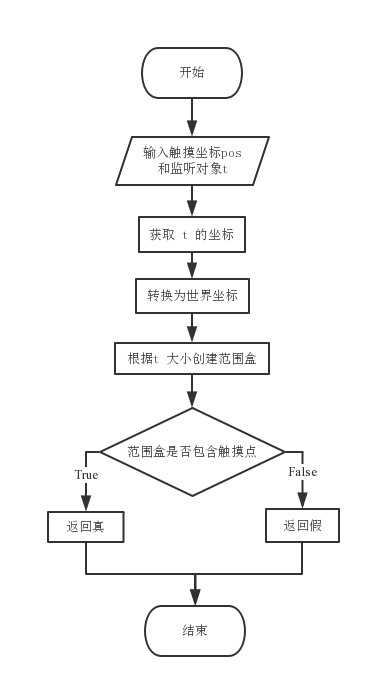 开始
输入触摸坐标pos
和监听对象t
获取 t 的坐标
转换为世界坐标
根据t 大小创建范围盒
范围盒是否包含触摸点
True
False
返回真
返回假
结束